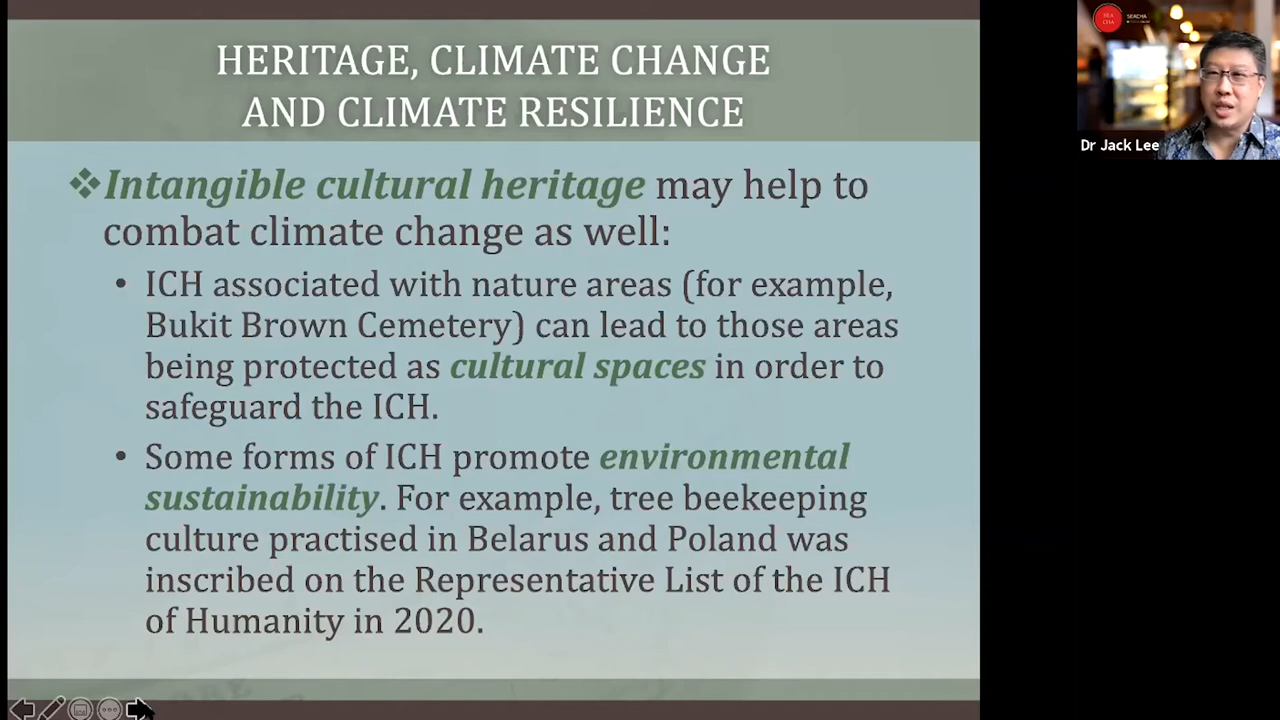 HERITAGE, CLIMATE CHANGE
AND CLIMATE RESILIENCE
❖Intangible cultural heritage may help to
combat climate change as well:
• ICH associated with nature areas (for example,
Bukit Brown Cemetery) can lead to those areas
being protected as cultural spaces in order to
safeguard the ICH.
• Some forms of ICH promote environmental
sustainability. For example, tree beekeeping
culture practised in Belarus and Poland was
inscribed on the Representative List of the ICH
of Humanity in 2020.
SEA
CHA
SEACHA
Dr Jack Lee